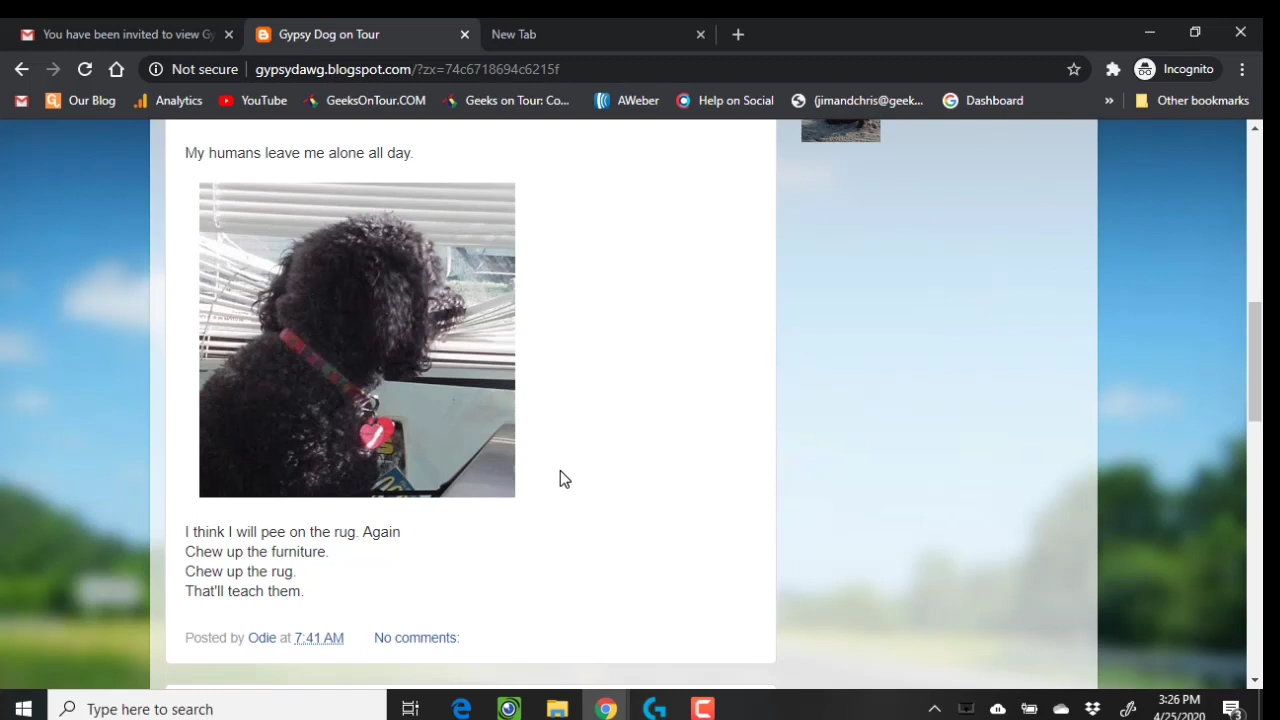 You have been invited to view Gy
Gypsy Dog on Tour
New Tab
Not secure
gypsydawg.blogspot.com/?zx=74c6718694c6215f
Incognito
Our Blog
Analytics
YouTube
GeeksOnTour.COM
Geeks on Tour: Co...
AWeber
Help on Social
(jimandchris@geek...
Dashboard
»
Other bookmarks
My humans leave me alone all day.
I think I will pee on the rug. Again
Chew up the furniture.
Chew up the rug.
That'll teach them.
Posted by Odie at 7:41 AM
No comments:
Type here to search
3:26 PM
4/25/2020